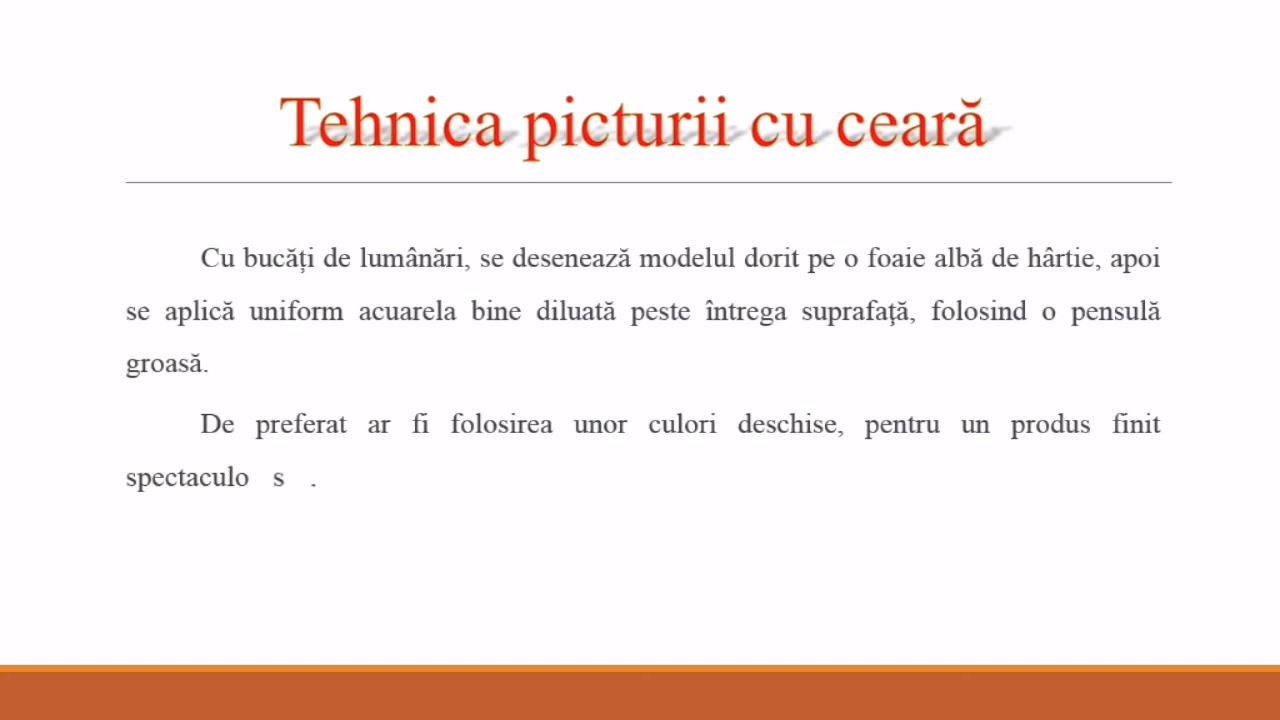 Tehnica picturii cu ceară
Cu bucăți de lumânări, se desenează modelul dorit pe o foaie albă de hârtie, apoi
se aplică uniform acuarela bine diluată peste întrega suprafaţă, folosind o pensulă
groasă.
De preferat ar fi folosirea unor culori deschise, pentru un produs finit
spectaculo s .